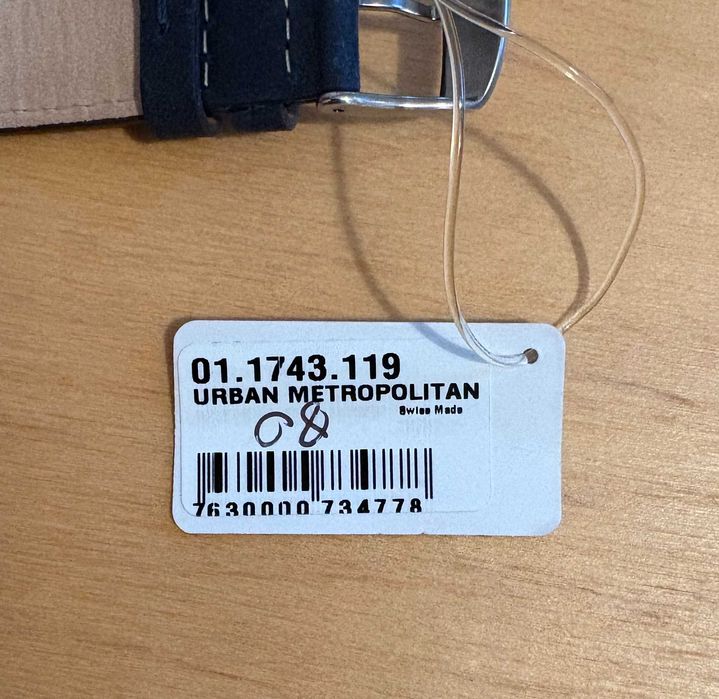 01.1743.119
URBAN METROPOLITAN
Swiss Made
08
7630000 734778